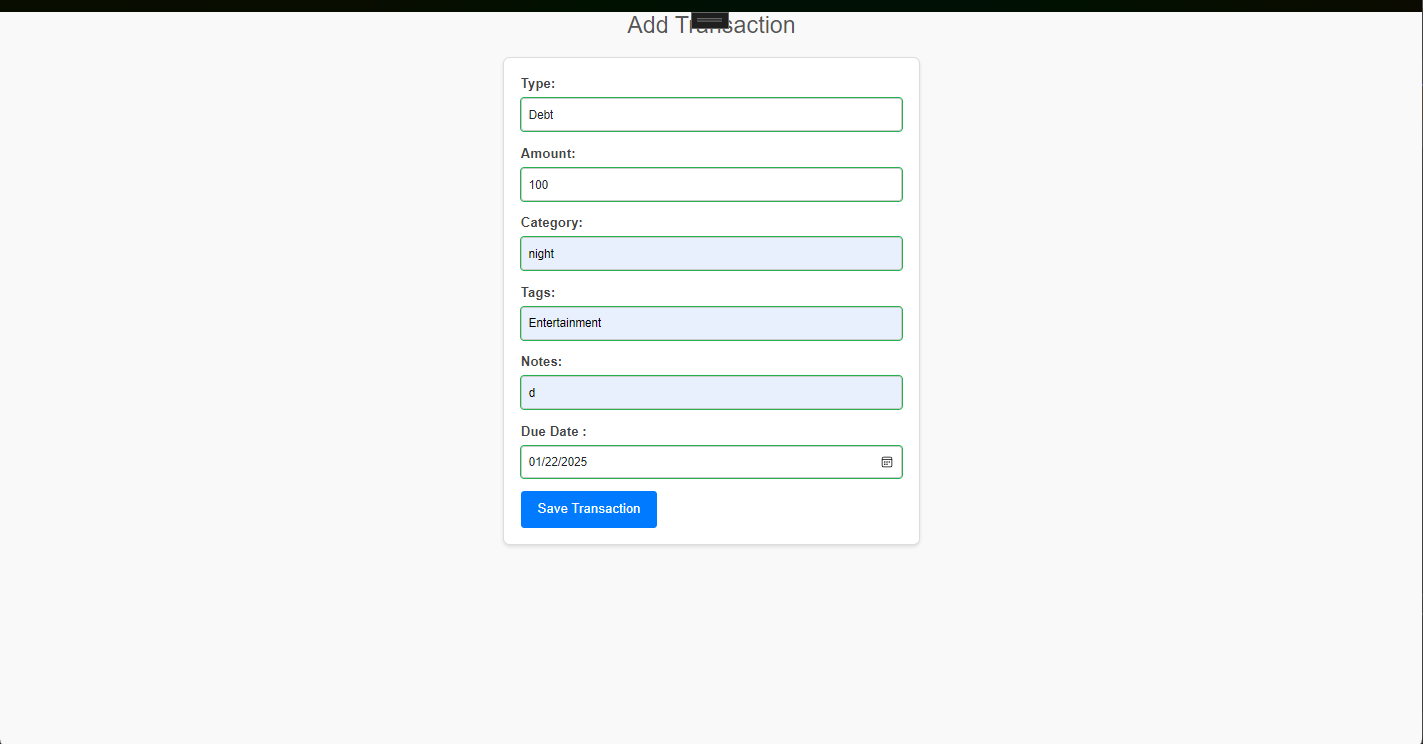 Add Transaction
Type:
Debt
Amount:
100
Category:
night
Tags:
Entertainment
Notes:
d
Due Date :
01/22/2025
Save Transaction